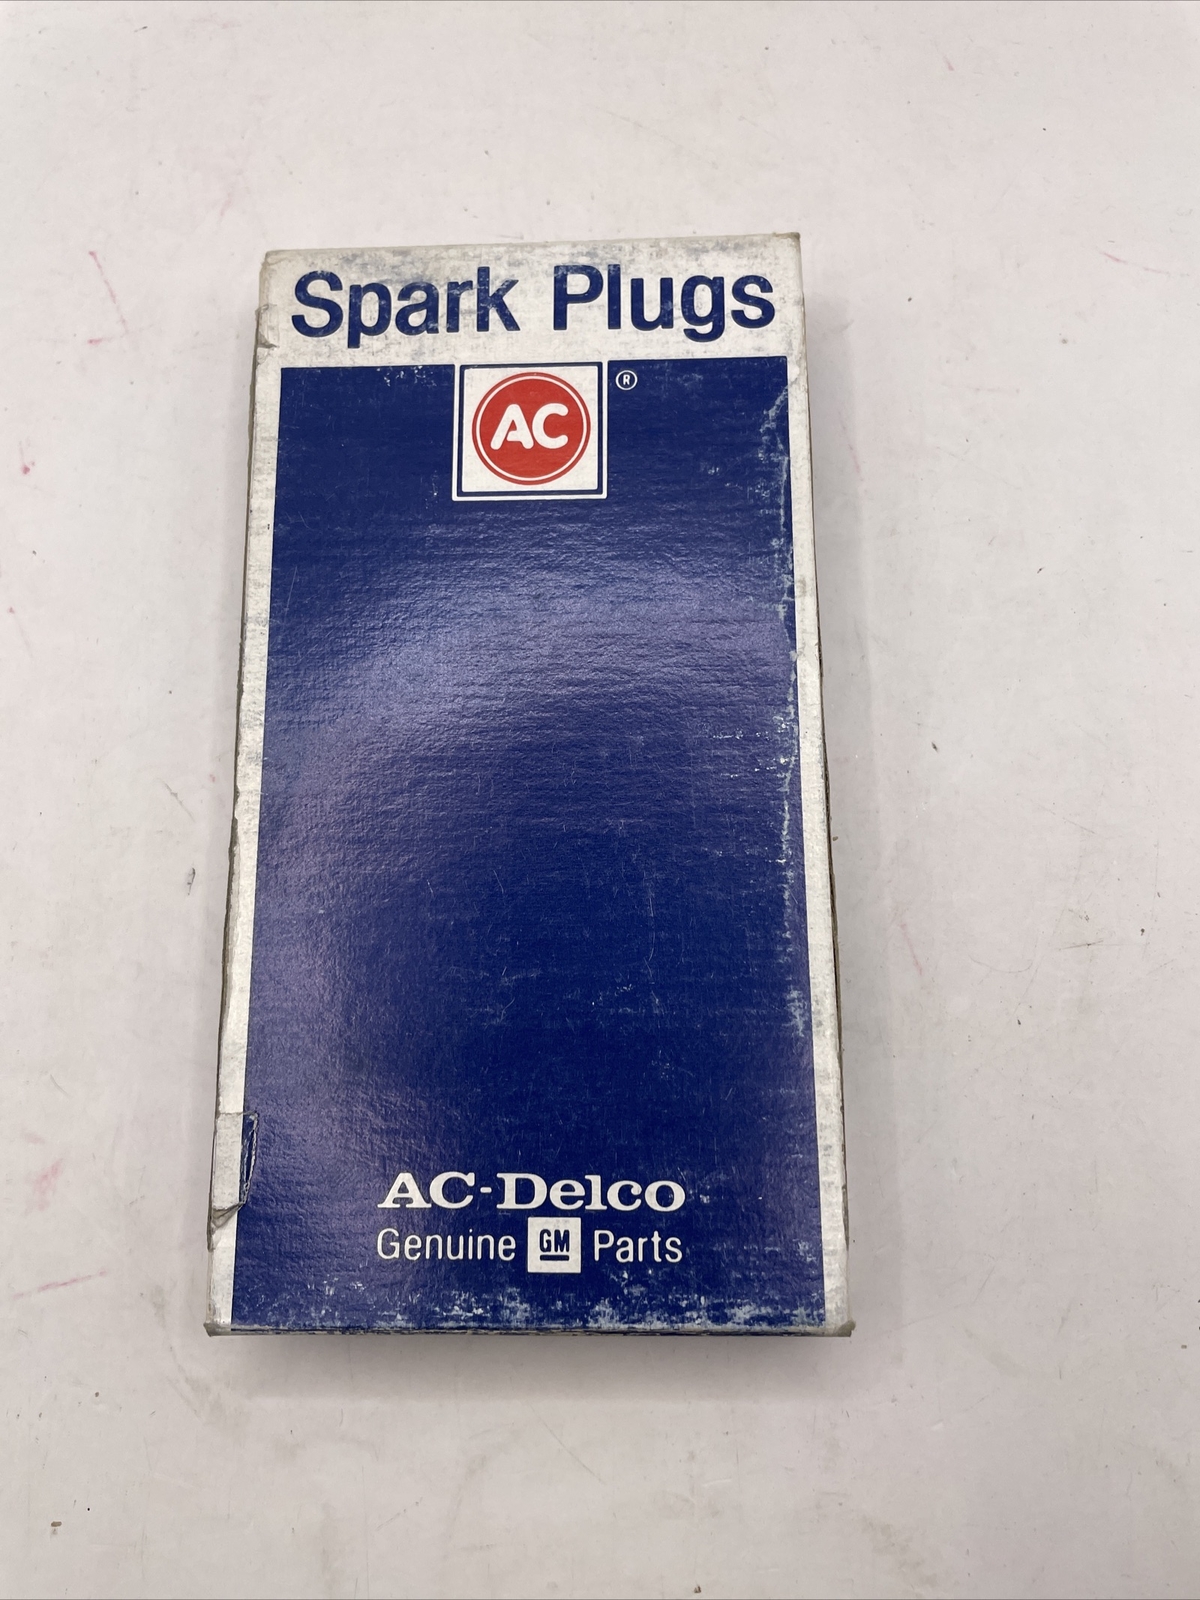 Spark Plugs
AC ®
AC-Delco
Genuine GM Parts